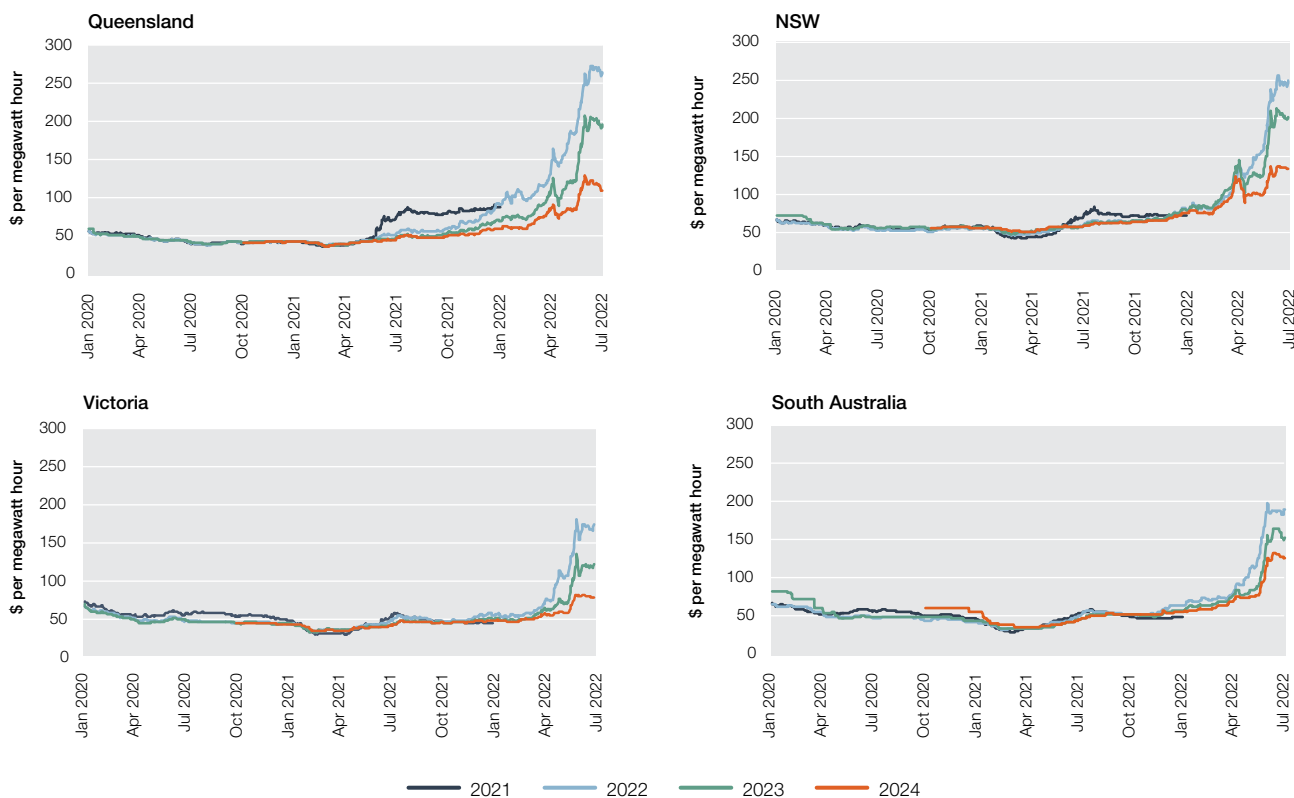 Queensland
$ per megawatt hour
300
250
200
150
100
50
0
Jan 2020
Apr 2020
Jul 2020
Oct 2020
Jan 2021
Apr 2021
Jul 2021
Oct 2021
Jan 2022
Apr 2022
Jul 2022
NSW
$ per megawatt hour
300
250
200
150
100
50
0
Jan 2020
Apr 2020
Jul 2020
Oct 2020
Jan 2021
Apr 2021
Jul 2021
Oct 2021
Jan 2022
Apr 2022
Jul 2022
Victoria
$ per megawatt hour
300
250
200
150
100
50
0
Jan 2020
Apr 2020
Jul 2020
Oct 2020
Jan 2021
Apr 2021
Jul 2021
Oct 2021
Jan 2022
Apr 2022
Jul 2022
South Australia
$ per megawatt hour
300
250
200
150
100
50
0
Jan 2020
Apr 2020
Jul 2020
Oct 2020
Jan 2021
Apr 2021
Jul 2021
Oct 2021
Jan 2022
Apr 2022
Jul 2022
2021 2022 2023 2024